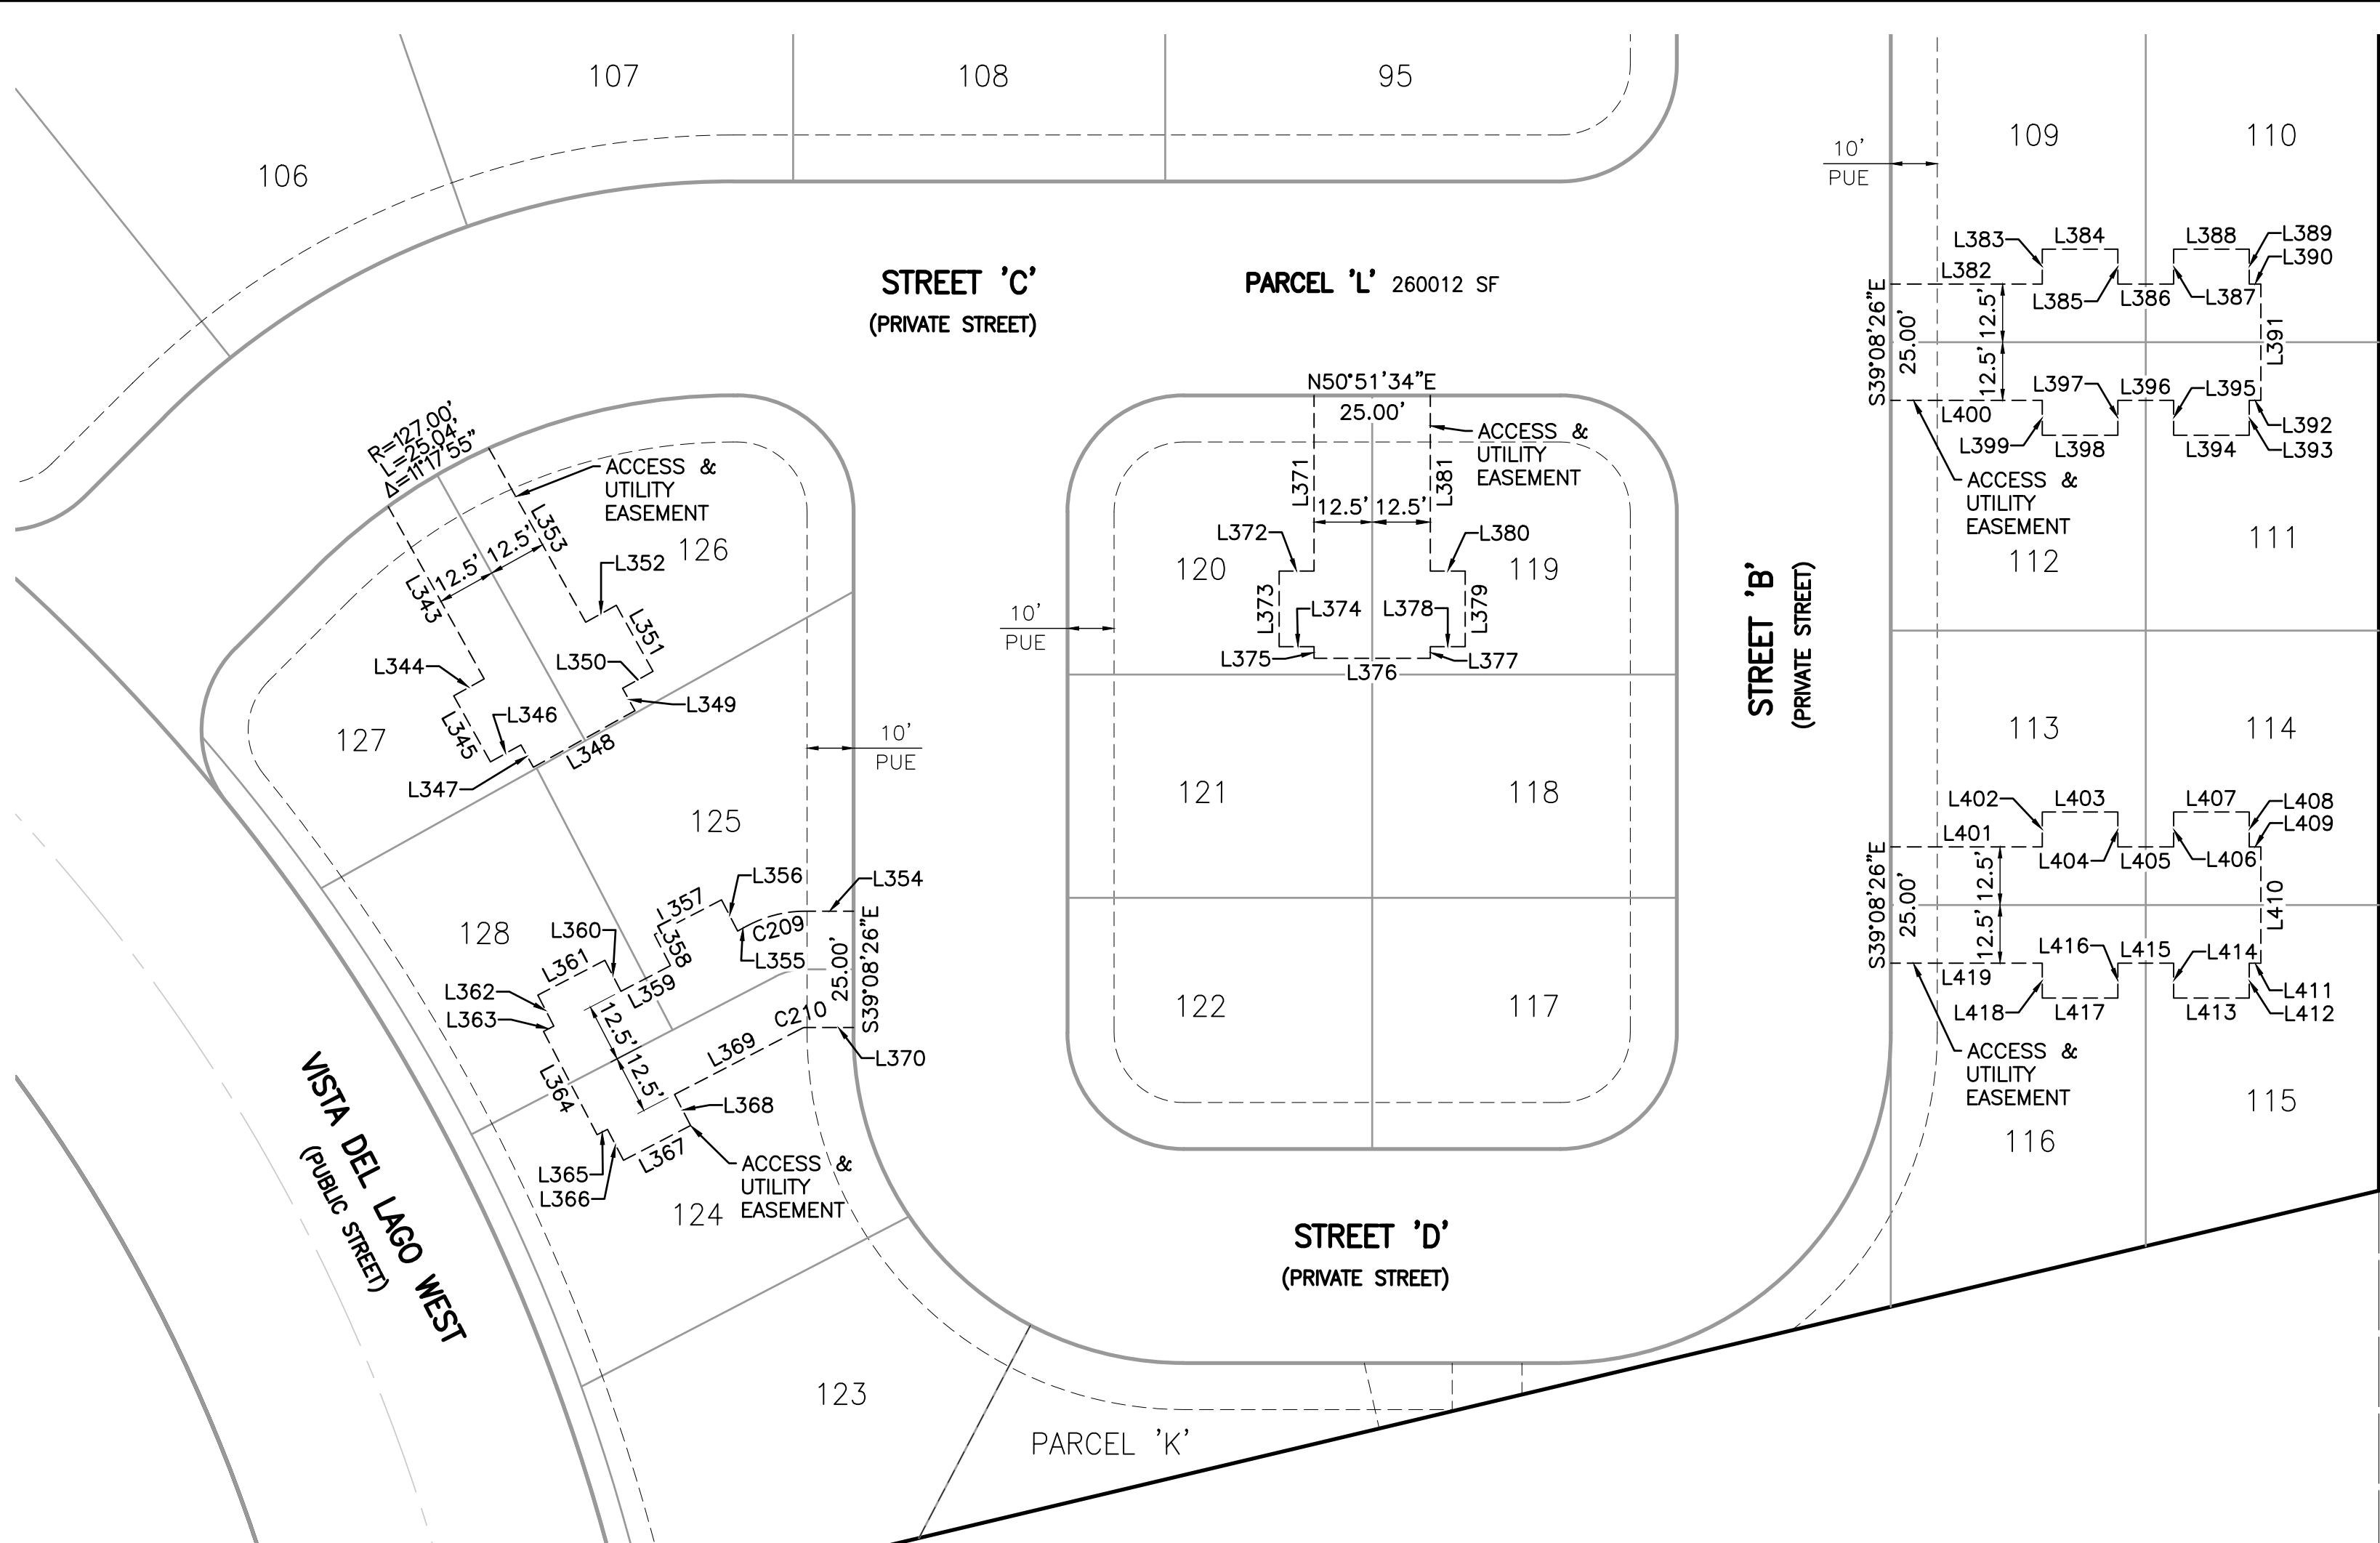 107
108
95
106
109
110
10'
PUE
STREET 'C'
(PRIVATE STREET)
PARCEL 'L' 260012 SF
L383
L384
L388
L389
L390
L382
L385
L386
L387
S39°08'26"E
25.00'
12.5'
12.5'
L391
L397
L396
L395
L400
L392
L399
L398
L394
L393
ACCESS &
UTILITY
EASEMENT
112
111
R=127.00'
L=25.04'
Δ=11°17'55"
ACCESS &
UTILITY
EASEMENT
126
L353
12.5'
12.5'
L352
L343
L351
L344
L350
L345
L346
L349
L348
L347
127
N50°51'34"E
25.00'
ACCESS &
UTILITY
EASEMENT
L371
L381
12.5'
12.5'
L372
L380
120
119
L373
L374
L378
L379
L375
L377
L376
10'
PUE
STREET 'B'
(PRIVATE STREET)
10'
PUE
121
118
122
117
125
L354
L356
L357
C209
L355
L358
L360
L359
128
L361
L362
L363
12.5'
12.5'
25.00'
S39°08'26"E
C210
L369
L370
L364
L368
L365
L366
L367
ACCESS &
UTILITY
EASEMENT
124
113
114
L402
L403
L407
L408
L409
L401
L404
L405
L406
S39°08'26"E
25.00'
12.5'
12.5'
L410
L416
L415
L414
L419
L411
L418
L417
L413
L412
ACCESS &
UTILITY
EASEMENT
115
116
VISTA DEL LAGO WEST
(PUBLIC STREET)
STREET 'D'
(PRIVATE STREET)
123
PARCEL 'K'